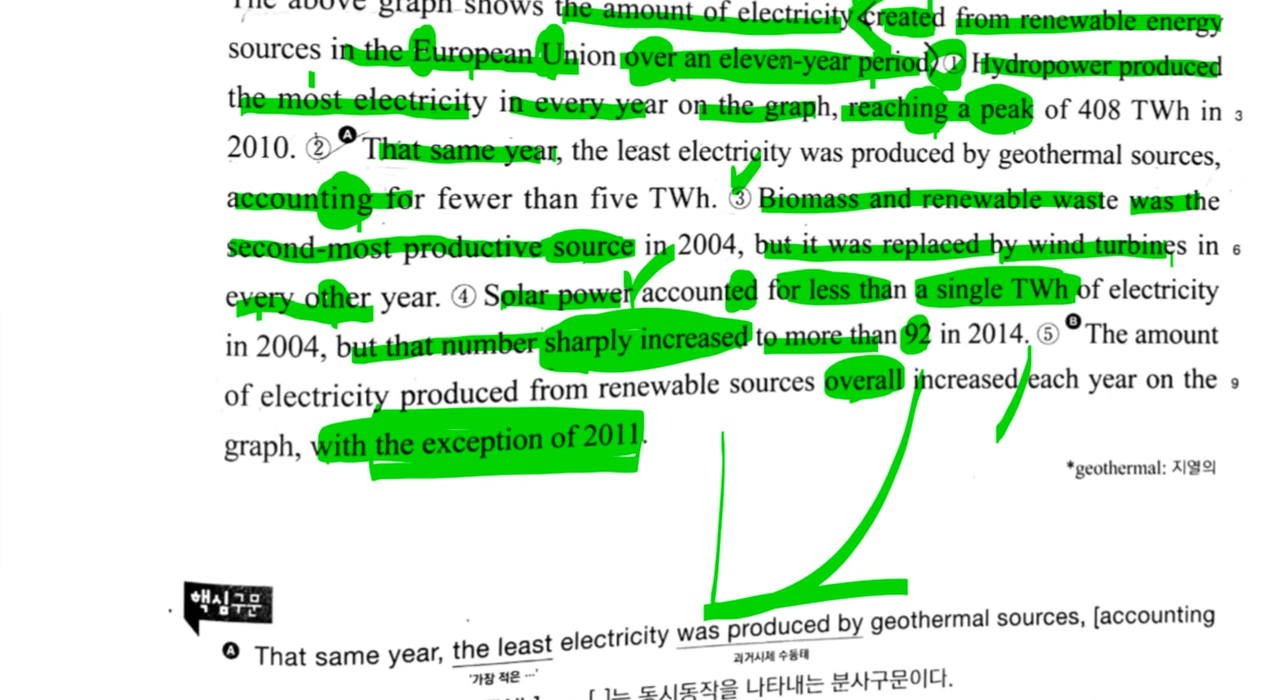 The above graph shows the amount of electricity created from renewable energy
sources in the European Union over an eleven-year period. ① Hydropower produced
the most electricity in every year on the graph, reaching a peak of 408 TWh in 3
2010. ② A That same year, the least electricity was produced by geothermal sources,
accounting for fewer than five TWh. ③ Biomass and renewable waste was the
second-most productive source in 2004, but it was replaced by wind turbines in 6
every other year. ④ Solar power accounted for less than a single TWh of electricity
in 2004, but that number sharply increased to more than 92 in 2014. ⑤ B The amount
of electricity produced from renewable sources overall increased each year on the 9
graph, with the exception of 2011.
*geothermal: 지열의
핵심구문
A That same year, the least electricity was produced by geothermal sources, [accounting
'가장 적은 …' 과거시제 수동태
[ ]는 동시동작을 나타내는 분사구문이다.